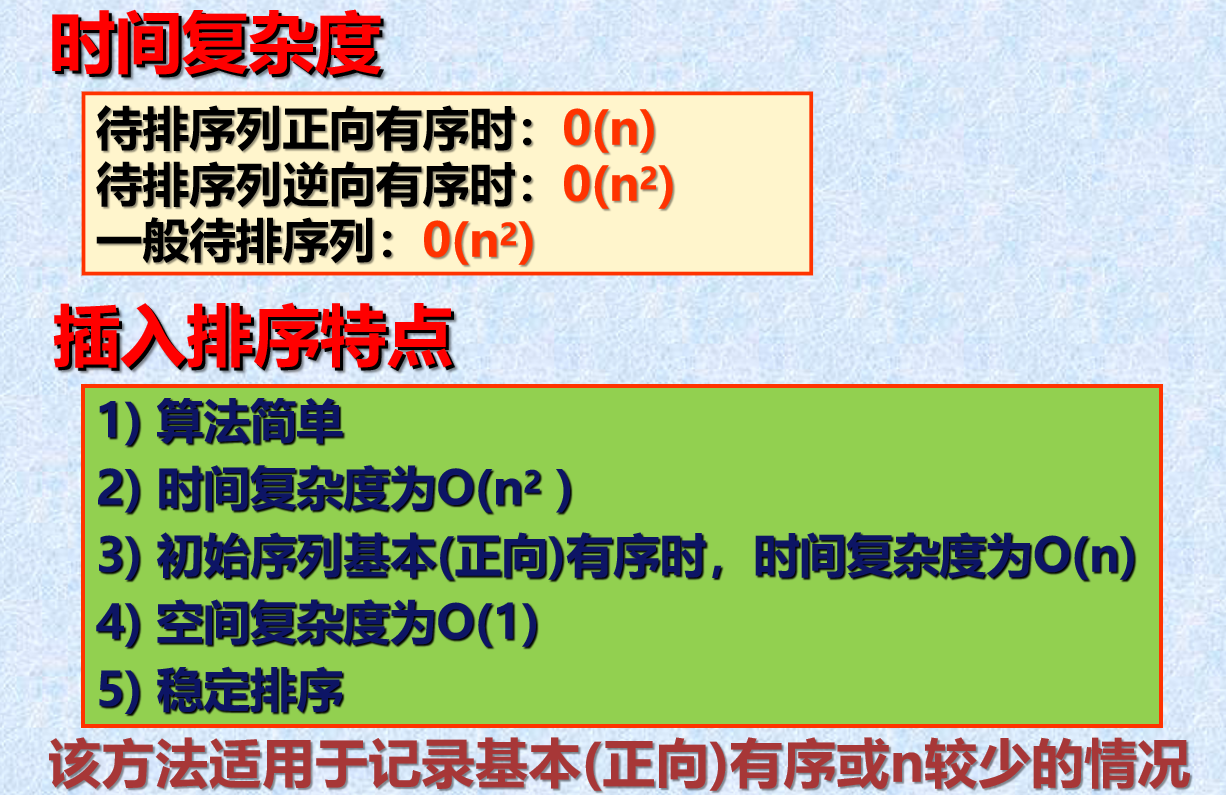 时间复杂度
待排序列正向有序时：0(n)
待排序列逆向有序时：0(n²)
一般待排序列：0(n²)
插入排序特点
1) 算法简单
2) 时间复杂度为O(n² )
3) 初始序列基本(正向)有序时，时间复杂度为O(n)
4) 空间复杂度为O(1)
5) 稳定排序
该方法适用于记录基本(正向)有序或n较少的情况